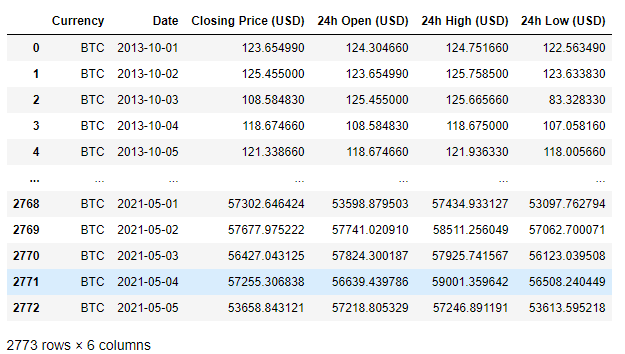 Currency Date Closing Price (USD) 24h Open (USD) 24h High (USD) 24h Low (USD)
0 BTC 2013-10-01 123.654990 124.304660 124.751660 122.563490
1 BTC 2013-10-02 125.455000 123.654990 125.758500 123.633830
2 BTC 2013-10-03 108.584830 125.455000 125.665660 83.328330
3 BTC 2013-10-04 118.674660 108.584830 118.675000 107.058160
4 BTC 2013-10-05 121.338660 118.674660 121.936330 118.005660
... ... ... ... ... ... ...
2768 BTC 2021-05-01 57302.646424 53598.879503 57434.933127 53097.762794
2769 BTC 2021-05-02 57677.975222 57741.020910 58511.256049 57062.700071
2770 BTC 2021-05-03 56427.043125 57824.300187 57925.741567 56123.039508
2771 BTC 2021-05-04 57255.306838 56639.439786 59001.359642 56508.240449
2772 BTC 2021-05-05 53658.843121 57218.805329 57246.891191 53613.595218
2773 rows × 6 columns